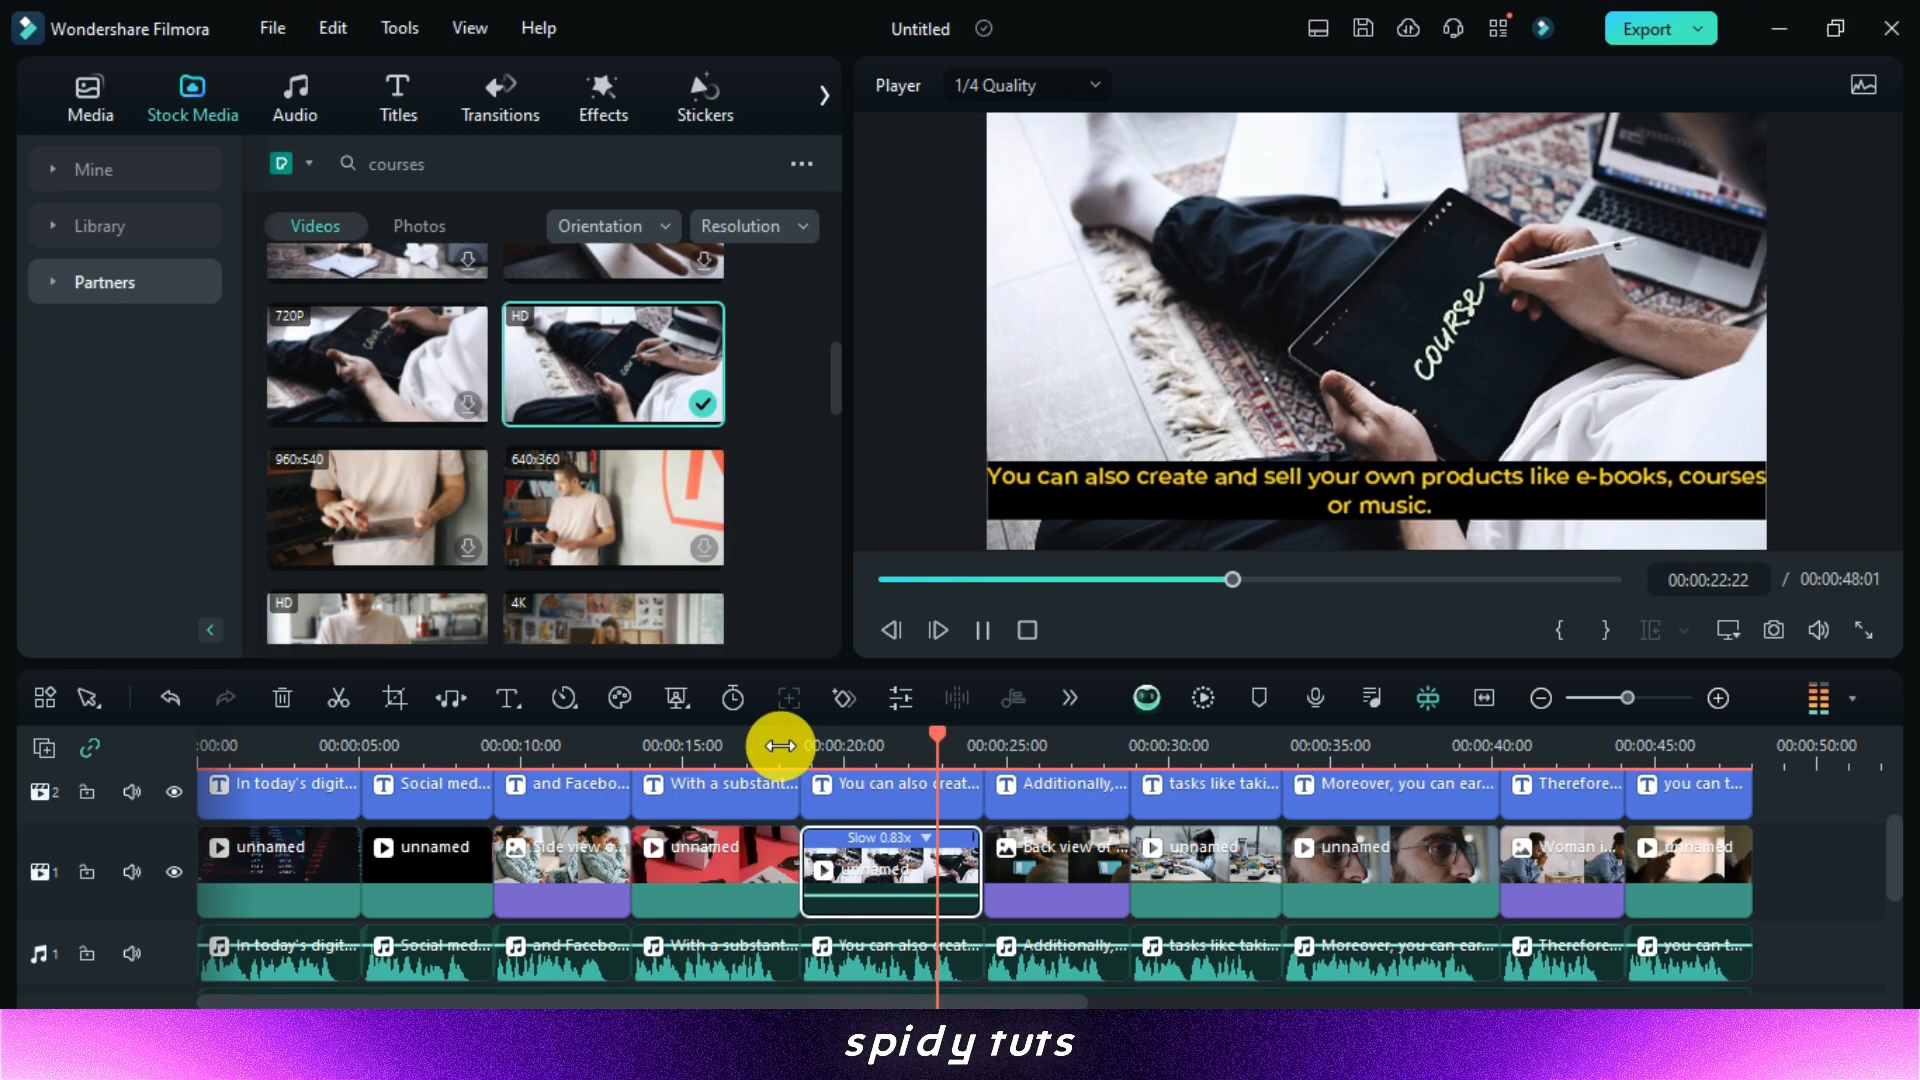 Wondershare Filmora
File
Edit
Tools
View
Help
Untitled
Export
Media
Stock Media
Audio
Titles
Transitions
Effects
Stickers
Player
1/4 Quality
Mine
Library
Partners
courses
Videos
Photos
Orientation
Resolution
720P
HD
960x540
640x360
HD
4K
course
You can also create and sell your own products like e-books, courses
or music.
00:00:22:22
/ 00:00:48:01
:00:00
00:00:05:00
00:00:10:00
00:00:15:00
00:00:20:00
00:00:25:00
00:00:30:00
00:00:35:00
00:00:40:00
00:00:45:00
00:00:50:00
2
In today's digit...
Social med...
and Facebo...
With a substant...
You can also creat...
Additionally,...
tasks like taki...
Moreover, you can ear...
Therefore...
you can t...
1
unnamed
unnamed
Side view o...
unnamed
Slow 0.83x
unnamed
Back view of ...
unnamed
unnamed
Woman i...
unnamed
1
In today's digit...
Social med...
and Facebo...
With a substant...
You can also creat...
Additionally,...
tasks like taki...
Moreover, you can ear...
Therefore...
you can t...
spidy tuts